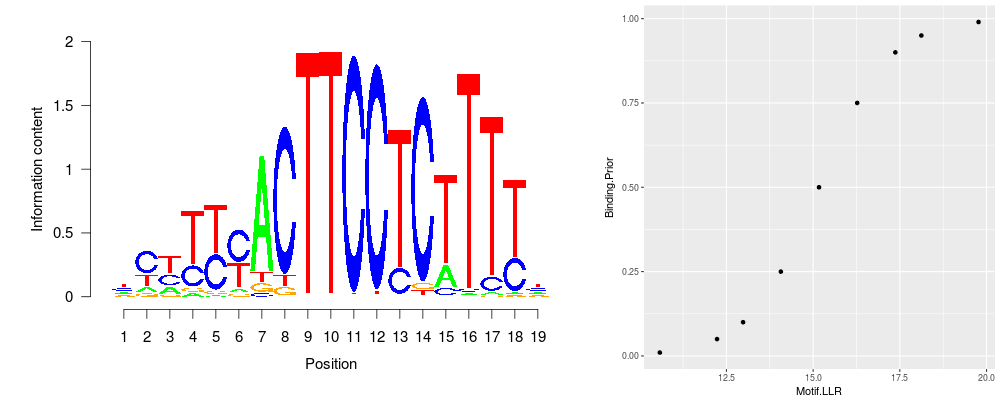 2
1.5
1
0.5
0
Information content
1 2 3 4 5 6 7 8 9 10 11 12 13 14 15 16 17 18 19
Position
C T T C A C T T C C T C T T T T
1.00
0.75
0.50
0.25
0.00
Binding.Prior
12.5 15.0 17.5 20.0
Motif.LLR